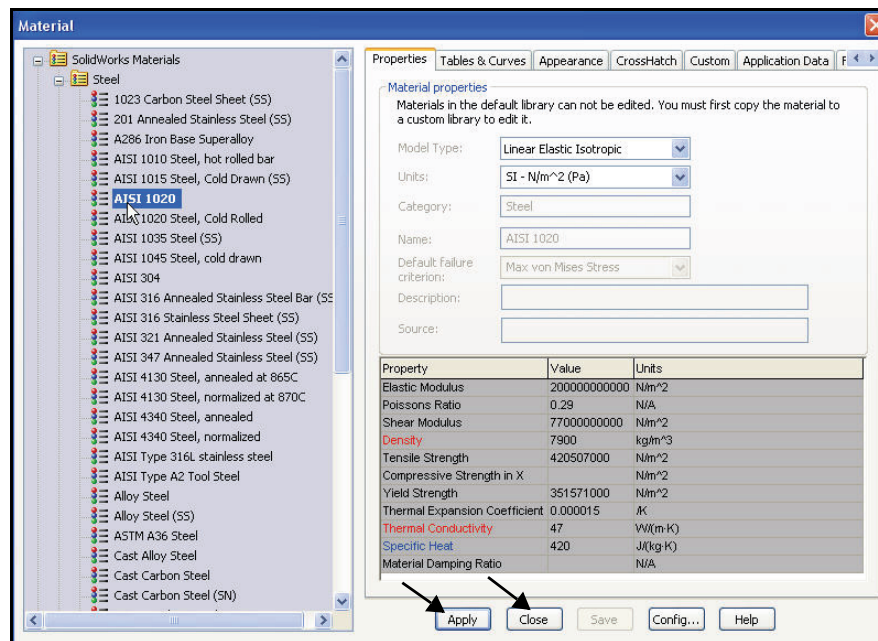 Material
SolidWorks Materials
Steel
1023 Carbon Steel Sheet (SS)
201 Annealed Stainless Steel (SS)
A286 Iron Base Superalloy
AISI 1010 Steel, hot rolled bar
AISI 1015 Steel, Cold Drawn (SS)
AISI 1020
AISI 1020 Steel, Cold Rolled
AISI 1035 Steel (SS)
AISI 1045 Steel, cold drawn
AISI 304
AISI 316 Annealed Stainless Steel Bar (SS
AISI 316 Stainless Steel Sheet (SS)
AISI 321 Annealed Stainless Steel (SS)
AISI 347 Annealed Stainless Steel (SS)
AISI 4130 Steel, annealed at 865C
AISI 4130 Steel, normalized at 870C
AISI 4340 Steel, annealed
AISI 4340 Steel, normalized
AISI Type 316L stainless steel
AISI Type A2 Tool Steel
Alloy Steel
Alloy Steel (SS)
ASTM A36 Steel
Cast Alloy Steel
Cast Carbon Steel
Cast Carbon Steel (SN)
Properties Tables & Curves Appearance CrossHatch Custom Application Data F
Material properties
Materials in the default library can not be edited. You must first copy the material to
a custom library to edit it.
Model Type: Linear Elastic Isotropic
Units: SI - N/m^2 (Pa)
Category: Steel
Name: AISI 1020
Default failure
criterion: Max von Mises Stress
Description:
Source:
Property Value Units
Elastic Modulus 200000000000 N/m^2
Poissons Ratio 0.29 N/A
Shear Modulus 77000000000 N/m^2
Density 7900 kg/m^3
Tensile Strength 420507000 N/m^2
Compressive Strength in X N/m^2
Yield Strength 351571000 N/m^2
Thermal Expansion Coefficient 0.000015 /K
Thermal Conductivity 47 W/(m·K)
Specific Heat 420 J/(kg·K)
Material Damping Ratio N/A
Apply Close Save Config... Help